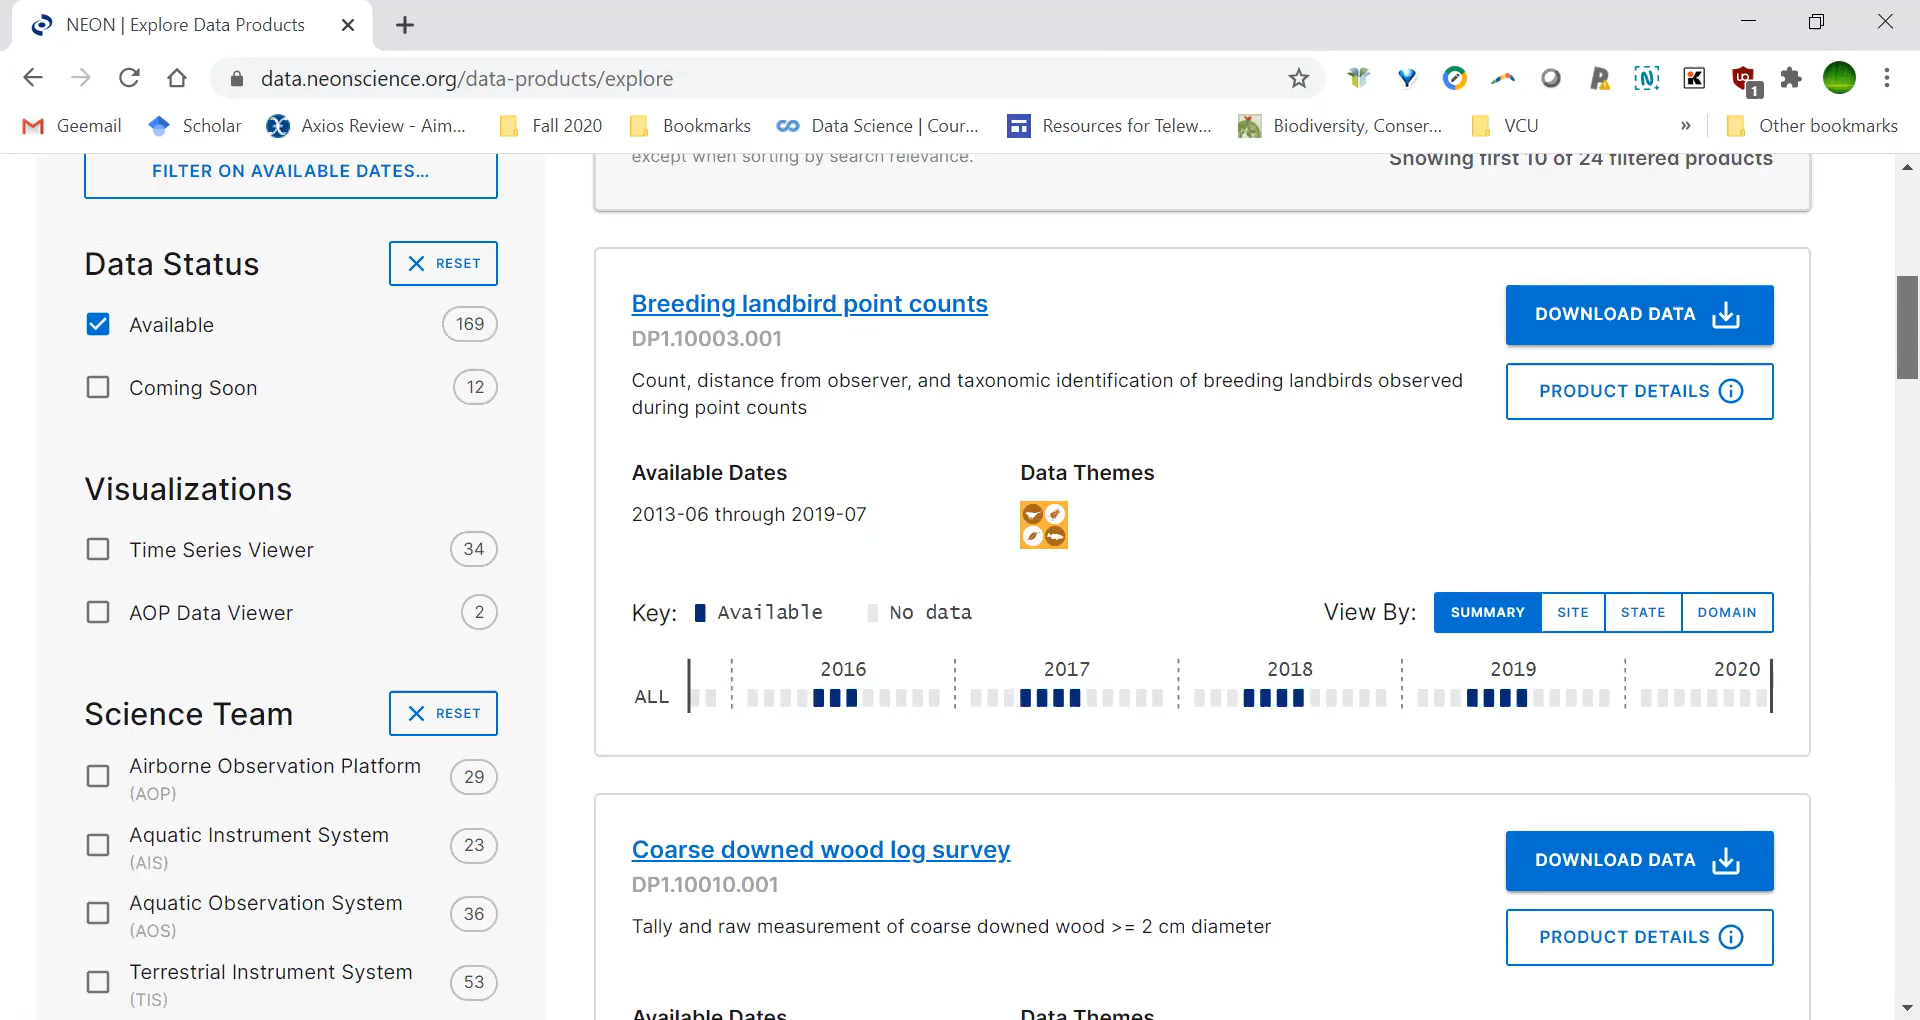 NEON | Explore Data Products
data.neonscience.org/data-products/explore
1
Geemail
Scholar
Axios Review - Aim...
Fall 2020
Bookmarks
Data Science | Cour...
Resources for Telew...
Biodiversity, Conser...
VCU
»
Other bookmarks
FILTER ON AVAILABLE DATES...
except when sorting by search relevance.
Showing first 10 of 24 filtered products
Data Status
RESET
Available
169
Coming Soon
12
Visualizations
Time Series Viewer
34
AOP Data Viewer
2
Science Team
RESET
Airborne Observation Platform
(AOP)
29
Aquatic Instrument System
(AIS)
23
Aquatic Observation System
(AOS)
36
Terrestrial Instrument System
(TIS)
53
Breeding landbird point counts
DP1.10003.001
Count, distance from observer, and taxonomic identification of breeding landbirds observed
during point counts
DOWNLOAD DATA
PRODUCT DETAILS
Available Dates
2013-06 through 2019-07
Data Themes
Key: Available No data
View By: SUMMARY SITE STATE DOMAIN
2016 2017 2018 2019 2020
ALL
Coarse downed wood log survey
DP1.10010.001
Tally and raw measurement of coarse downed wood >= 2 cm diameter
DOWNLOAD DATA
PRODUCT DETAILS
Available Dates
Data Themes